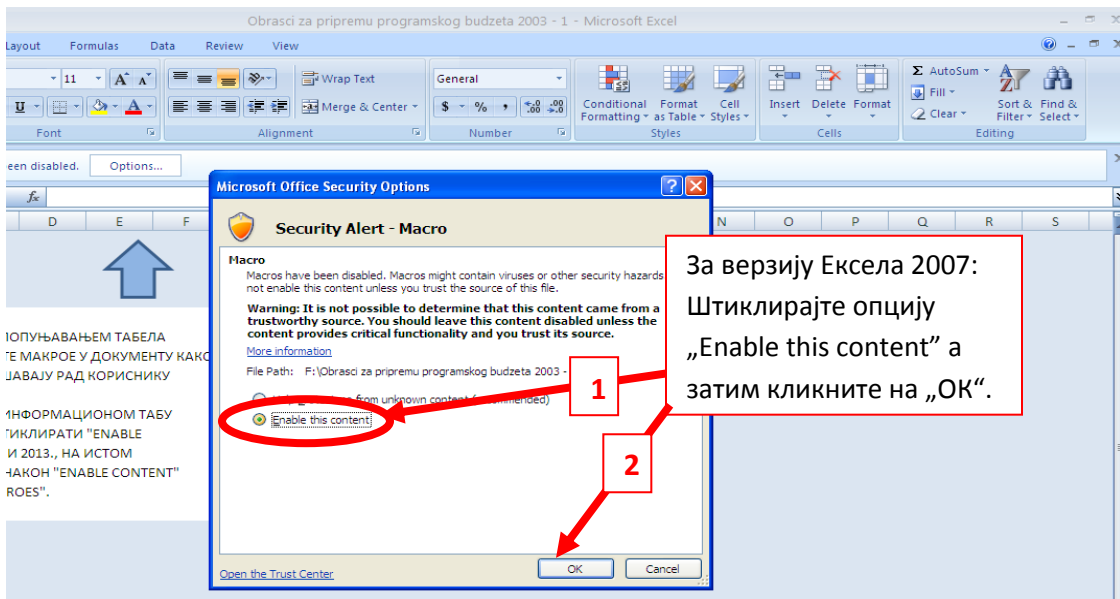 Obrasci za pripremu programskog budzeta 2003 - 1 - Microsoft Excel
Layout Formulas Data Review View
11 A A Wrap Text General Σ AutoSum
U A Merge & Center $ % , Conditional Formatting Format as Table Cell Styles Insert Delete Format Fill Clear Sort & Filter Find & Select
Font Alignment Number Styles Cells Editing
een disabled. Options...
fx
D E F N O P Q R S
Microsoft Office Security Options
Security Alert - Macro
Macro
Macros have been disabled. Macros might contain viruses or other security hazards
not enable this content unless you trust the source of this file.
Warning: It is not possible to determine that this content came from a
trustworthy source. You should leave this content disabled unless the
content provides critical functionality and you trust its source.
More information
File Path: F:\Obrasci za pripremu programskog budzeta 2003 -
from unknown content
Enable this content
Open the Trust Center
OK Cancel
ПОПУЊАВАЊЕМ ТАБЕЛА
ТЕ МАКРОЕ У ДОКУМЕНТУ КАКО
ШАВАЈУ РАД КОРИСНИКУ
ИНФОРМАЦИОНОМ ТАБУ
ТИКЛИРАТИ "ENABLE
И 2013., НА ИСТОМ
НАКОН "ENABLE CONTENT"
ROES".
За верзију Ексела 2007:
Штиклирајте опцију
„Enable this content” а
затим кликните на „ОК“.
1
2